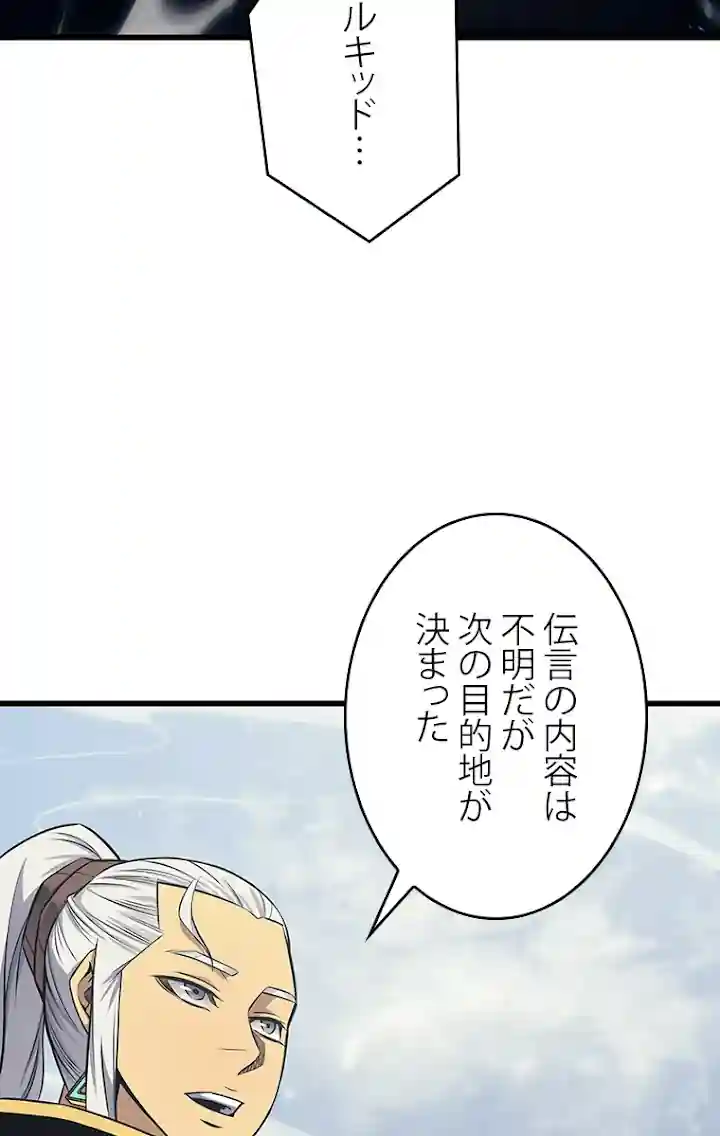 ルキッド…
伝言の内容は
不明だが
次の目的地が
決まった